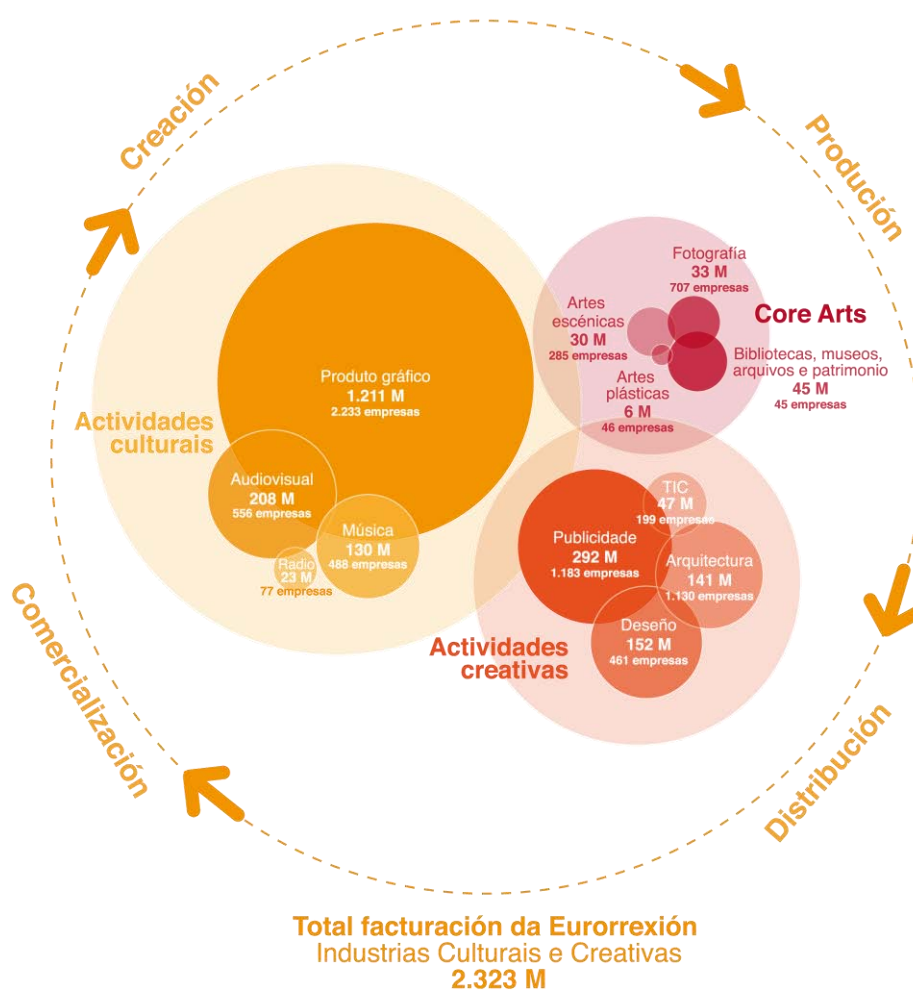 Creación
Produción
Distribución
Comercialización
Actividades
culturais
Produto gráfico
1.211 M
2.233 empresas
Audiovisual
208 M
556 empresas
Música
130 M
488 empresas
Radio
23 M
77 empresas
Core Arts
Fotografía
33 M
707 empresas
Artes
escénicas
30 M
285 empresas
Artes
plásticas
6 M
46 empresas
Bibliotecas, museos,
arquivos e patrimonio
45 M
45 empresas
Actividades
creativas
TIC
47 M
199 empresas
Publicidade
292 M
1.183 empresas
Arquitectura
141 M
1.130 empresas
Deseño
152 M
461 empresas
Total facturación da Eurorrexión
Industrias Culturais e Creativas
2.323 M